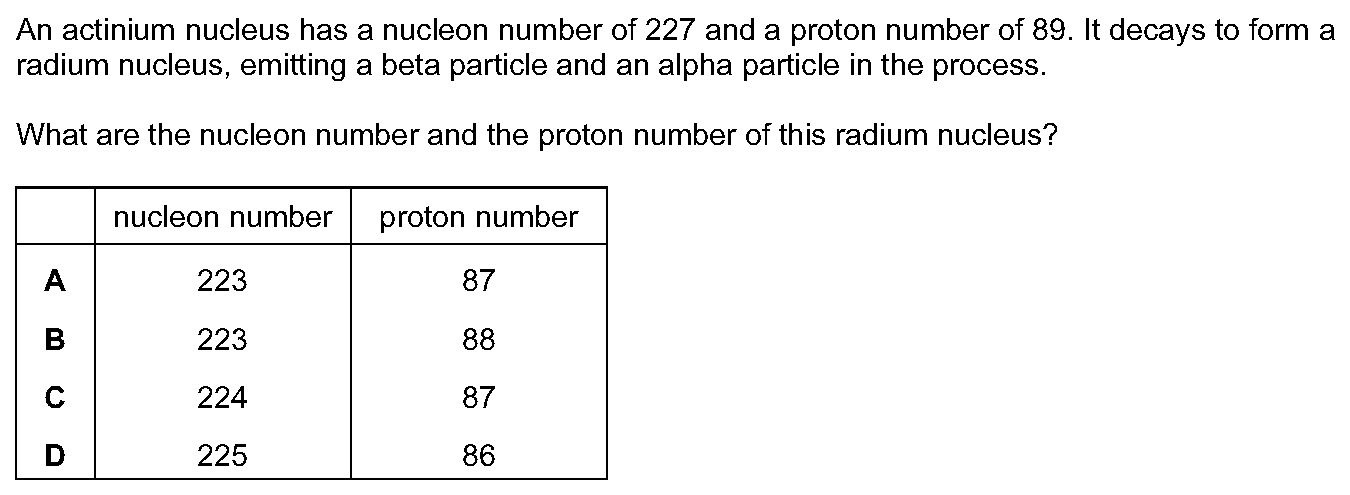 An actinium nucleus has a nucleon number of 227 and a proton number of 89. It decays to form a
radium nucleus, emitting a beta particle and an alpha particle in the process.
What are the nucleon number and the proton number of this radium nucleus?
nucleon number proton number
A 223 87
B 223 88
C 224 87
D 225 86